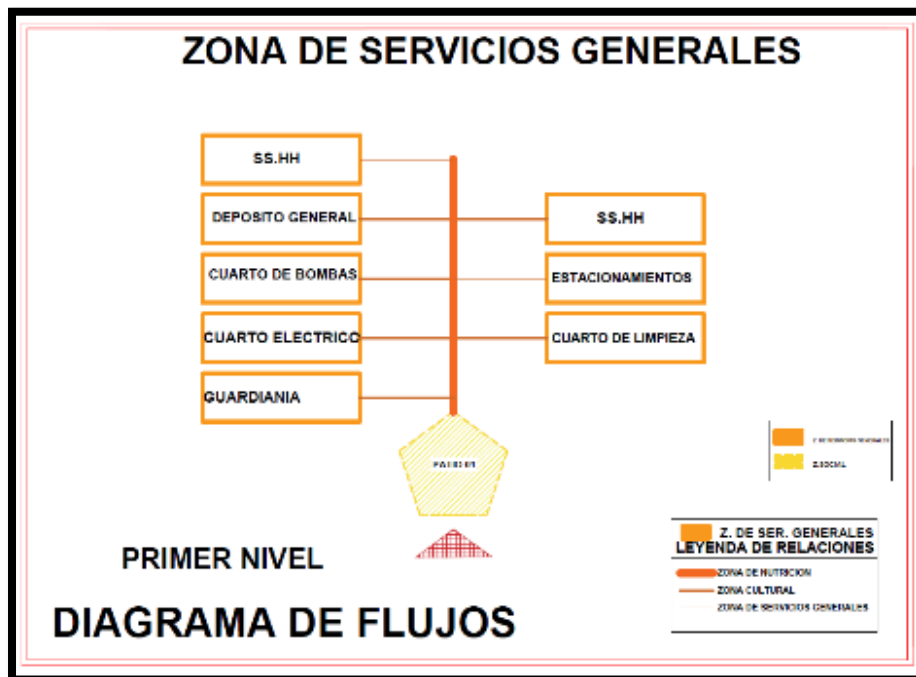 ZONA DE SERVICIOS GENERALES
SS.HH
DEPOSITO GENERAL
SS.HH
CUARTO DE BOMBAS
ESTACIONAMIENTOS
CUARTO ELECTRICO
CUARTO DE LIMPIEZA
GUARDIANIA
PATIO 01
Z.SOCIAL
Z. DE SER. GENERALES
LEYENDA DE RELACIONES
ZONA DE NUTRICION
ZONA CULTURAL
ZONA DE SERVICIOS GENERALES
PRIMER NIVEL
DIAGRAMA DE FLUJOS